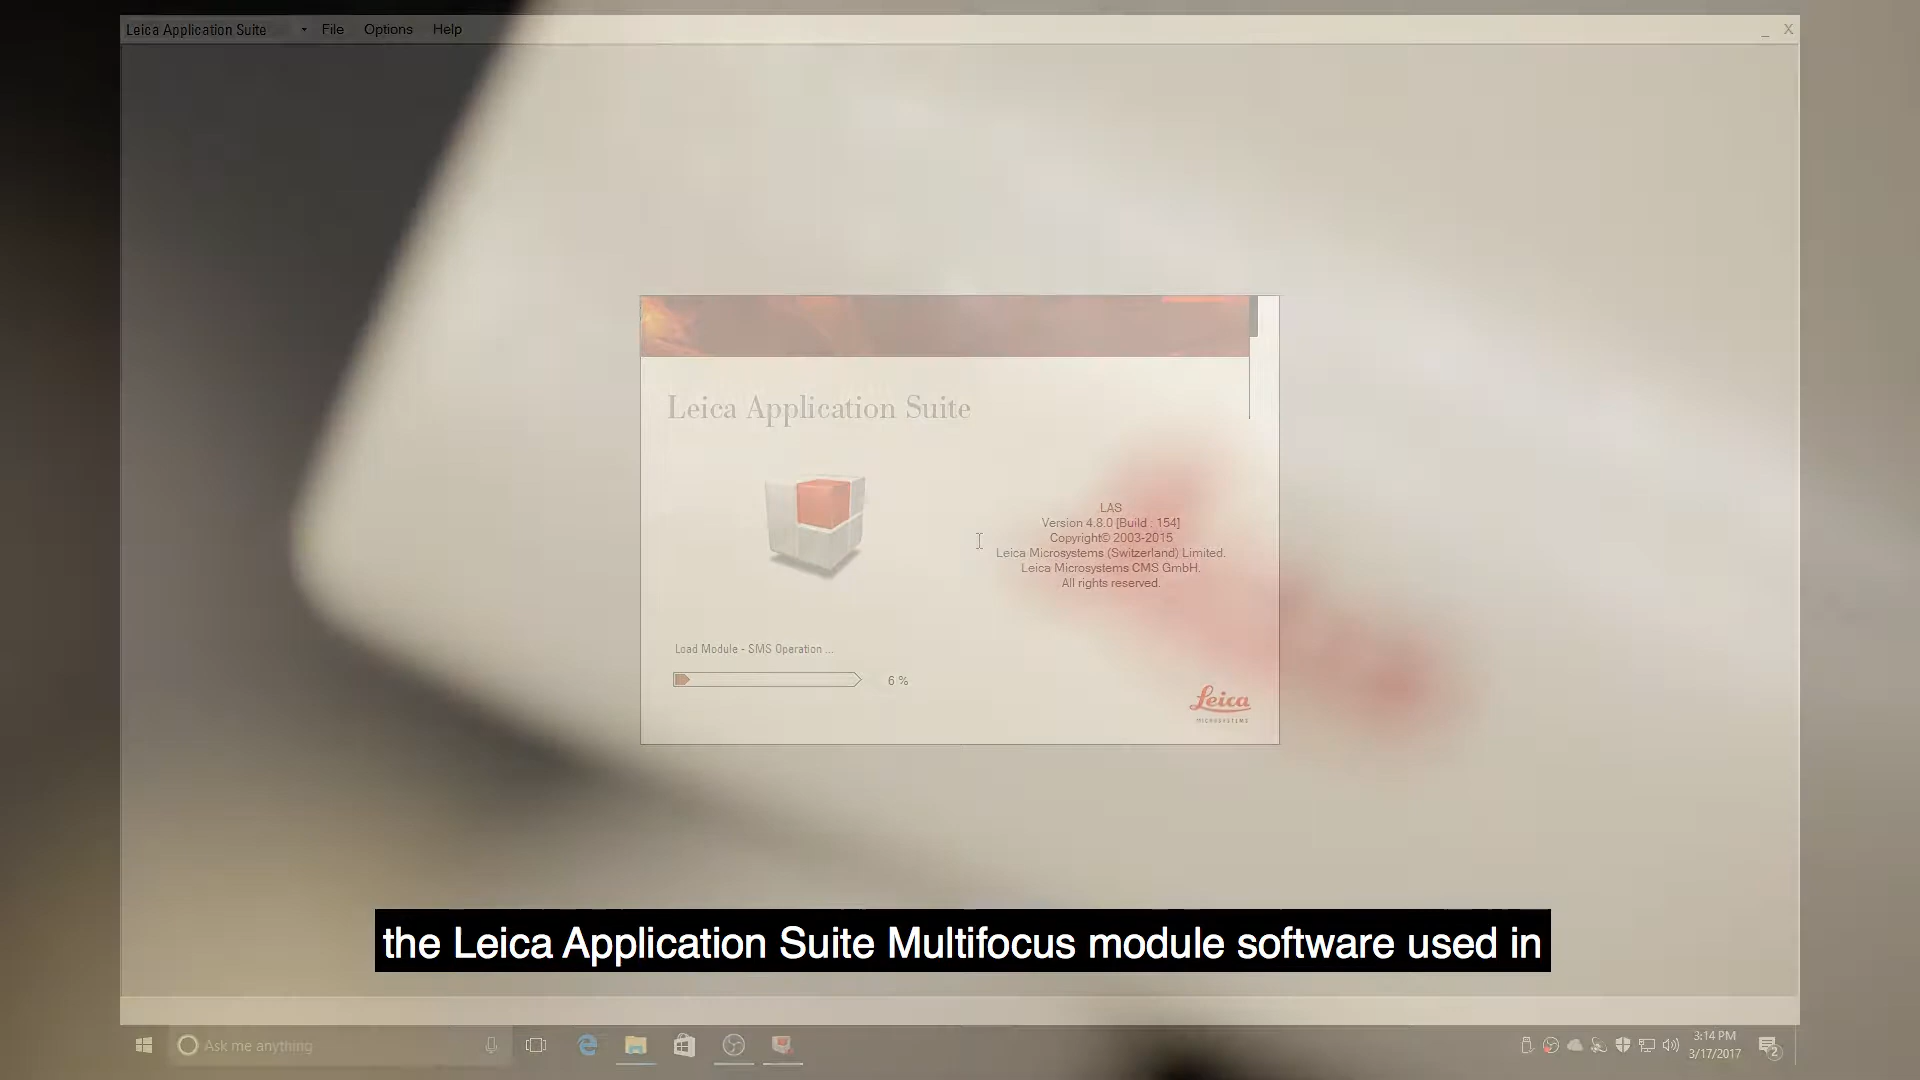 Leica Application Suite File Options Help
Leica Application Suite
LAS
Version 4.8.0 [Build : 154]
Copyright© 2003-2015
Leica Microsystems (Switzerland) Limited.
Leica Microsystems CMS GmbH.
All rights reserved.
Load Module - SMS Operation ...
6 %
Leica
MICROSYSTEMS
the Leica Application Suite Multifocus module software used in
Ask me anything
3:14 PM
3/17/2017
2